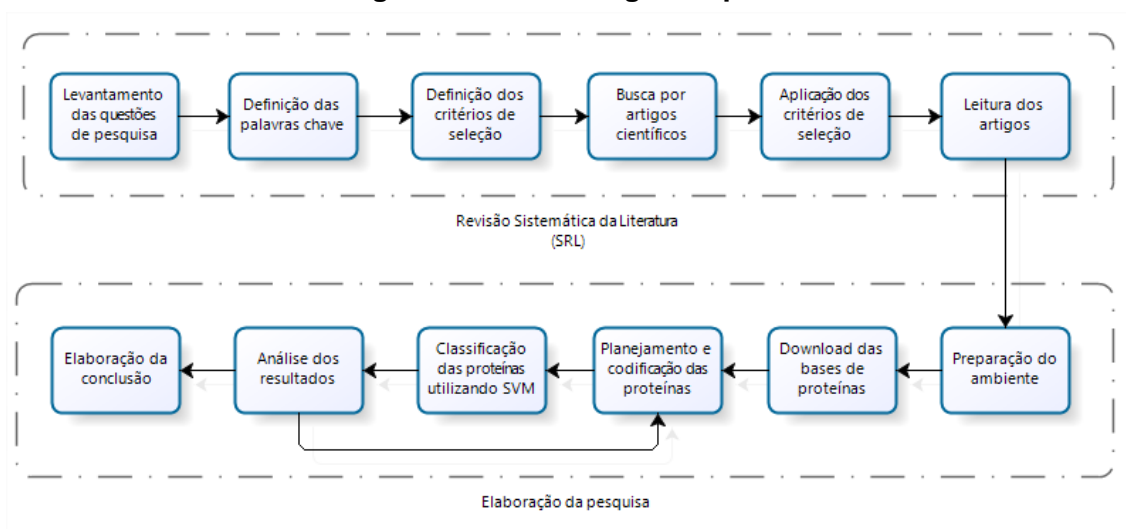 Levantamento
das questões
de pesquisa
Definição das
palavras chave
Definição dos
critérios de
seleção
Busca por
artigos
científicos
Aplicação dos
critérios de
seleção
Leitura dos
artigos
Revisão Sistemática da Literatura
(SRL)
Elaboração da
conclusão
Análise dos
resultados
Classificação
das proteínas
utilizando SVM
Planejamento e
codificação das
proteínas
Download das
bases de
proteínas
Preparação do
ambiente
Elaboração da pesquisa